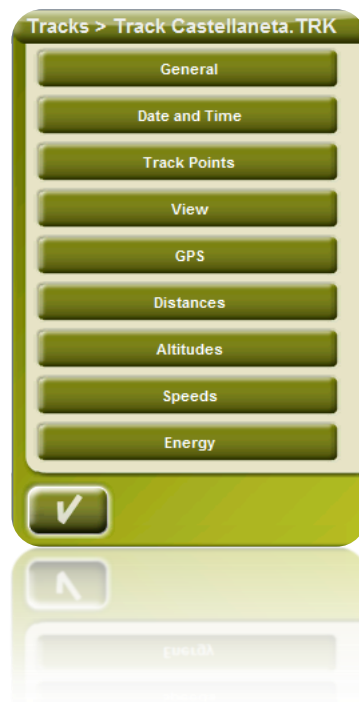 Tracks > Track Castellaneta.TRK
General
Date and Time
Track Points
View
GPS
Distances
Altitudes
Speeds
Energy